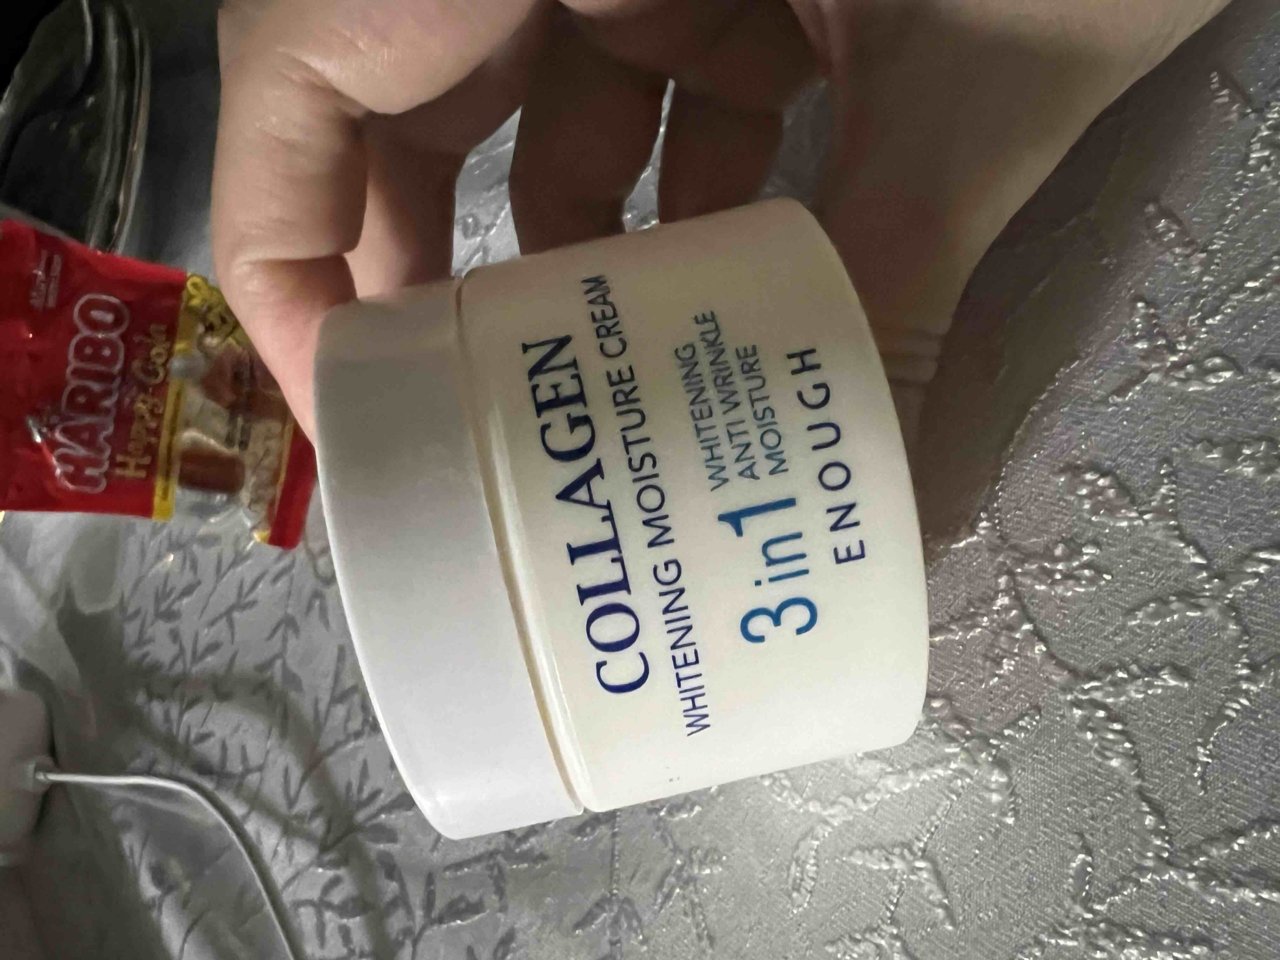 COLLAGEN
WHITENING MOISTURE CREAM
3 in 1
WHITENING
ANTI WRINKLE
MOISTURE
ENOUGH
HARIBO
Happy Cola